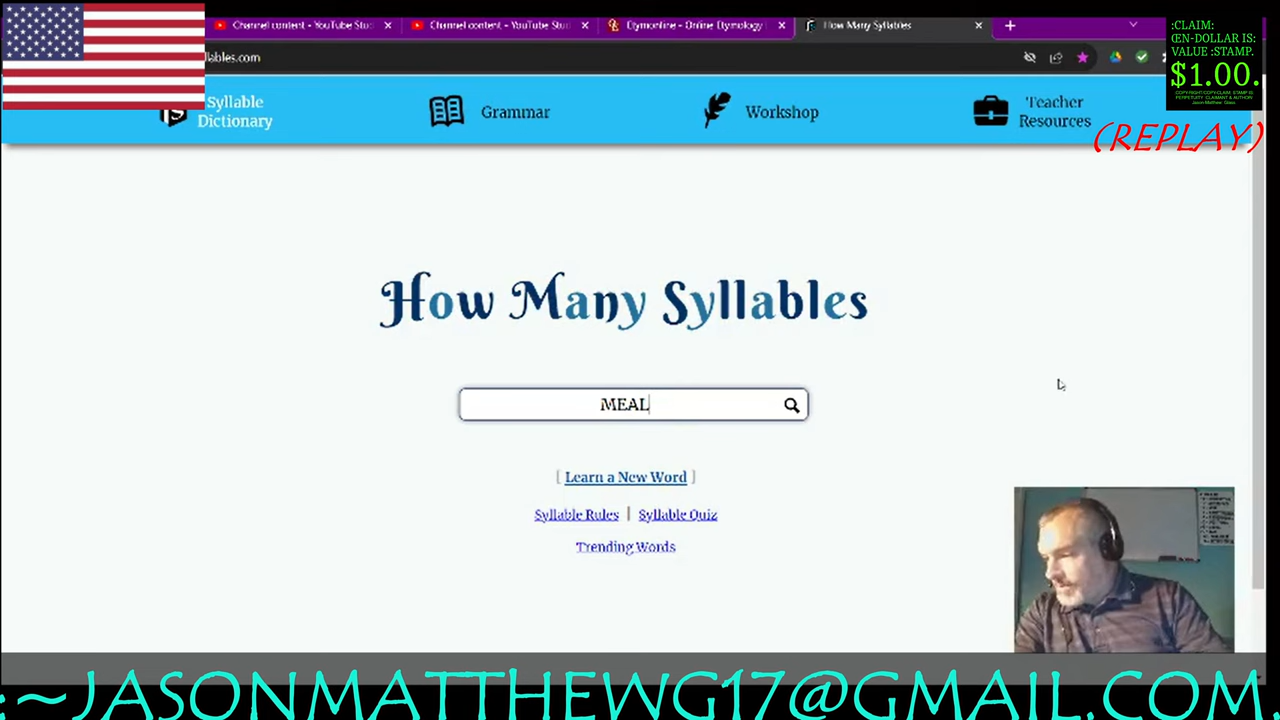 Channel content - YouTube Stu
Channel content - YouTube Stu
Etymonline - Online Etymology
How Many Syllables
:CLAIM:
ŒN-DOLLAR IS:
VALUE :STAMP.
$1.00.
lables.com
Syllable
Dictionary
Grammar
Workshop
Teacher
Resources
(REPLAY)
How Many Syllables
MEAL
[ Learn a New Word ]
Syllable Rules | Syllable Quiz
Trending Words
:~JASONMATTHEWG17@GMAIL.COM.